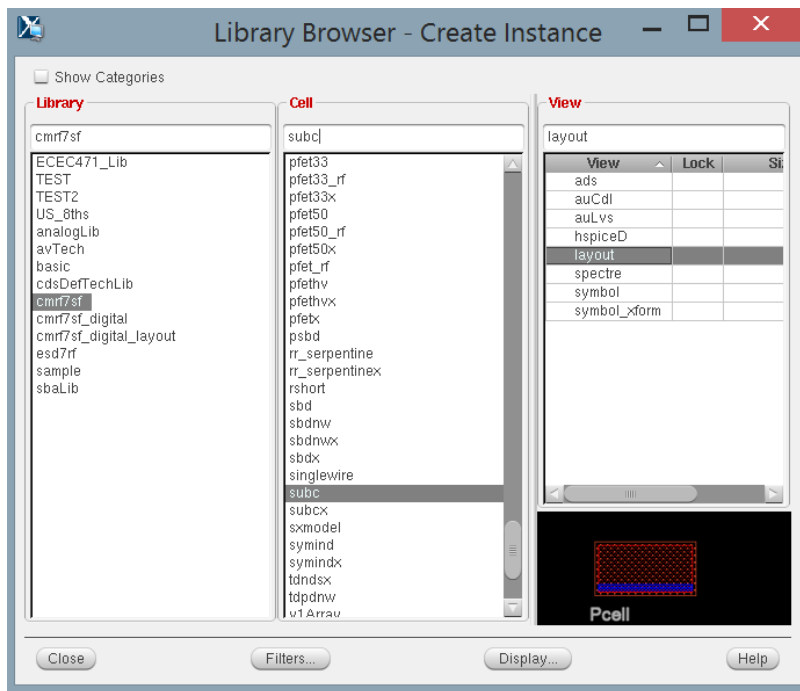 Library Browser - Create Instance
Show Categories
Library
cmrf7sf
ECEC471_Lib
TEST
TEST2
US_8ths
analogLib
avTech
basic
cdsDefTechLib
cmrf7sf
cmrf7sf_digital
cmrf7sf_digital_layout
esd7rf
sample
sbaLib
Cell
subc
pfet33
pfet33_rf
pfet33x
pfet50
pfet50_rf
pfet50x
pfet_rf
pfethv
pfethvx
pfetx
psbd
rr_serpentine
rr_serpentinex
rshort
sbd
sbdnw
sbdnwx
sbdx
singlewire
subc
subcx
sxmodel
symind
symindx
tdndsx
tdpdnw
v1Array
View
layout
View Lock Si
ads
auCdl
auLvs
hspiceD
layout
spectre
symbol
symbol_xform
Pcell
Close Filters... Display... Help